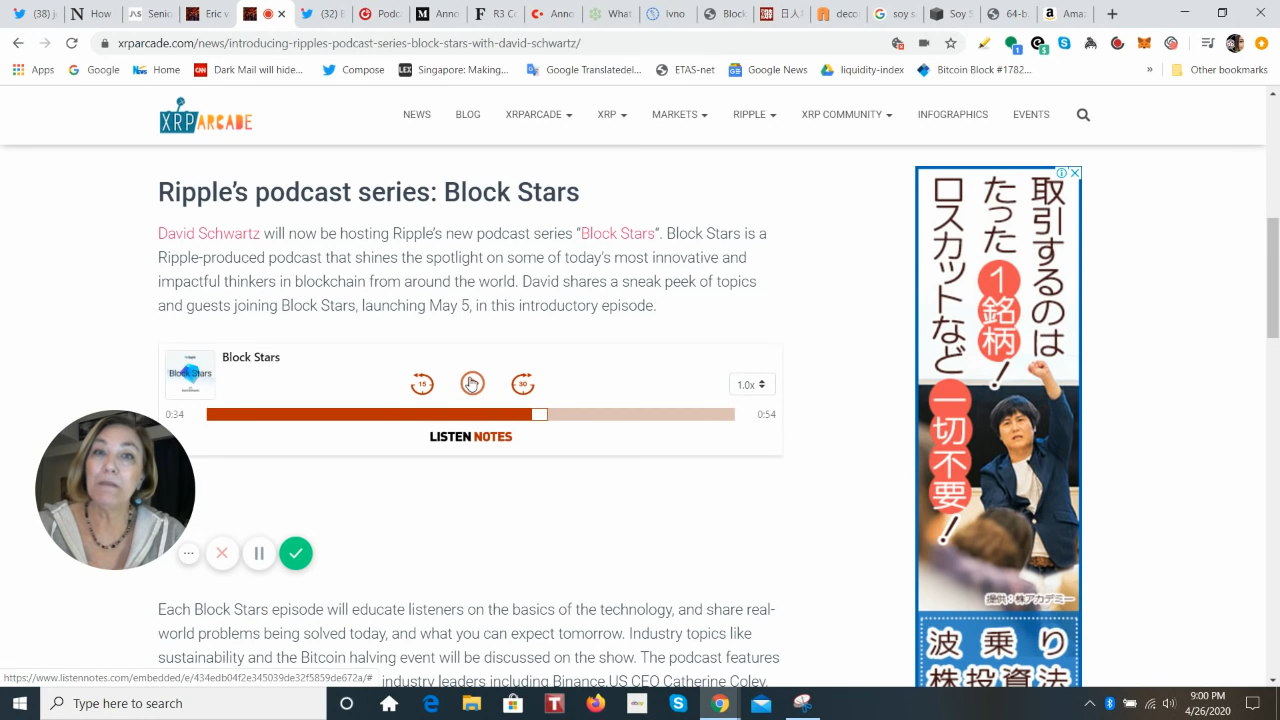 xrparcade.com/news/introducing-ripples-podcast-series-block-stars-with-david-schwartz/
Apps
Google
Home
Dark Mail will hide...
Compose
Singapore: Making...
Google Translated...
ETAS-net
Google News
liquidity-index
Bitcoin Block #1782...
»
Other bookmarks
XRPARCADE
NEWS
BLOG
XRPARCADE
XRP
MARKETS
RIPPLE
XRP COMMUNITY
INFOGRAPHICS
EVENTS
Ripple’s podcast series: Block Stars
David Schwartz will now be hosting Ripple's new podcast series “Block Stars“. Block Stars is a
Ripple-produced podcast that shines the spotlight on some of today's most innovative and
impactful thinkers in blockchain from around the world. David shares a sneak peek of topics
and guests joining Block Stars, launching May 5, in this introductory episode.
Block Stars
Block Stars
15
30
1.0x
0:34
0:54
LISTEN NOTES
Each Block Stars episode will educate listeners on the basics of the technology, and share real-
world problems being solved today, and what you can expect tomorrow. Industry topics like
sustainability and the Bitcoin halving event will be discussed on the show. The podcast features
industry leaders including Binance.US CEO Catherine Coley,
取引するのは
たった1銘柄!
ロスカットなど
一切不要!
提供:株アカデミー
波乗り
株投資法
Type here to search
9:00 PM
4/26/2020